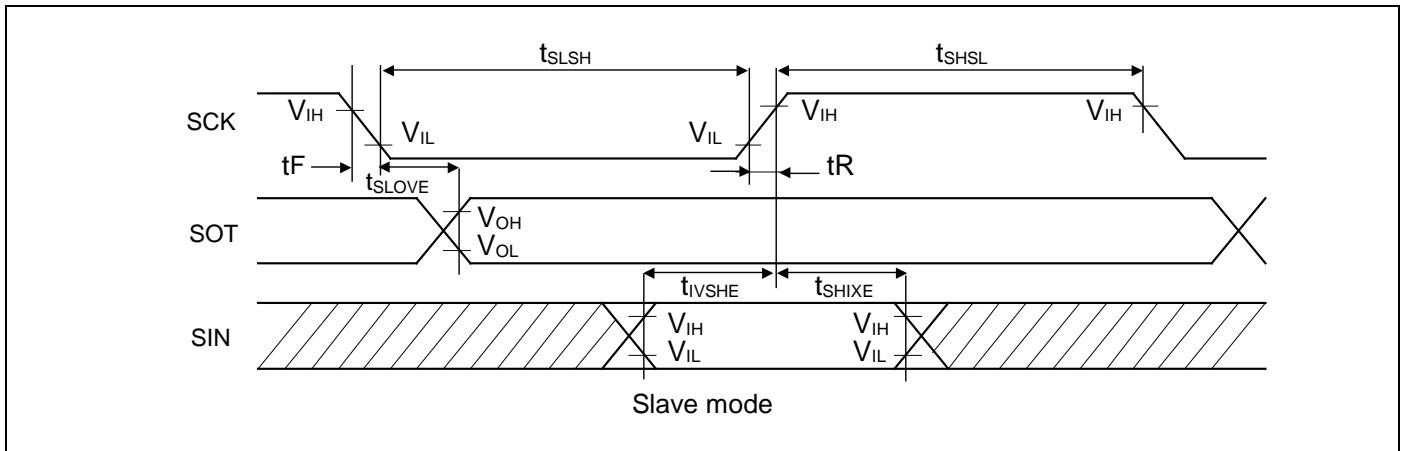 tSLSH tSHSL
SCK VIH VIL VIL VIH VIH
tF tSLOVE tR
SOT VOH
VOL
tIVSHE tSHIXE
SIN VIH VIH
VIL VIL
Slave mode